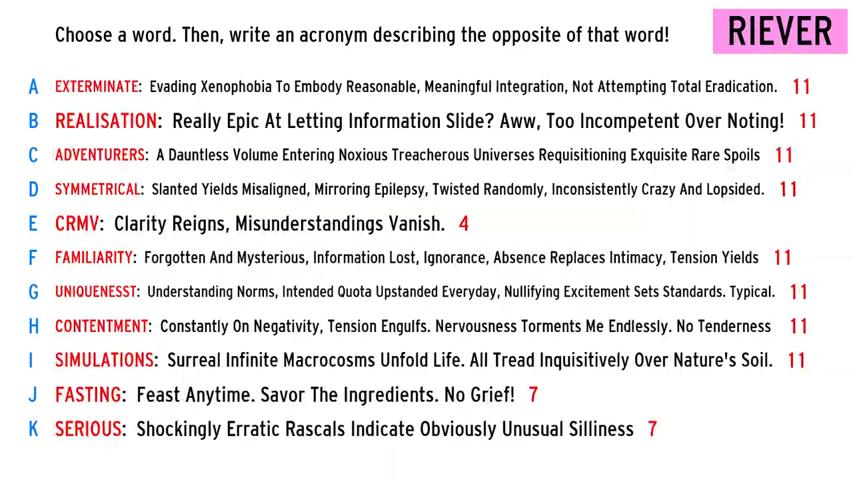 Choose a word. Then, write an acronym describing the opposite of that word!
RIEVER
A EXTERMINATE: Evading Xenophobia To Embody Reasonable, Meaningful Integration, Not Attempting Total Eradication. 11
B REALISATION: Really Epic At Letting Information Slide? Aww, Too Incompetent Over Noting! 11
C ADVENTURERS: A Dauntless Volume Entering Noxious Treacherous Universes Requisitioning Exquisite Rare Spoils 11
D SYMMETRICAL: Slanted Yields Misaligned, Mirroring Epilepsy, Twisted Randomly, Inconsistently Crazy And Lopsided. 11
E CRMV: Clarity Reigns, Misunderstandings Vanish. 4
F FAMILIARITY: Forgotten And Mysterious, Information Lost, Ignorance, Absence Replaces Intimacy, Tension Yields 11
G UNIQUENESST: Understanding Norms, Intended Quota Upstanded Everyday, Nullifying Excitement Sets Standards. Typical. 11
H CONTENTMENT: Constantly On Negativity, Tension Engulfs. Nervousness Torments Me Endlessly. No Tenderness 11
I SIMULATIONS: Surreal Infinite Macrocosms Unfold Life. All Tread Inquisitively Over Nature's Soil. 11
J FASTING: Feast Anytime. Savor The Ingredients. No Grief! 7
K SERIOUS: Shockingly Erratic Rascals Indicate Obviously Unusual Silliness 7